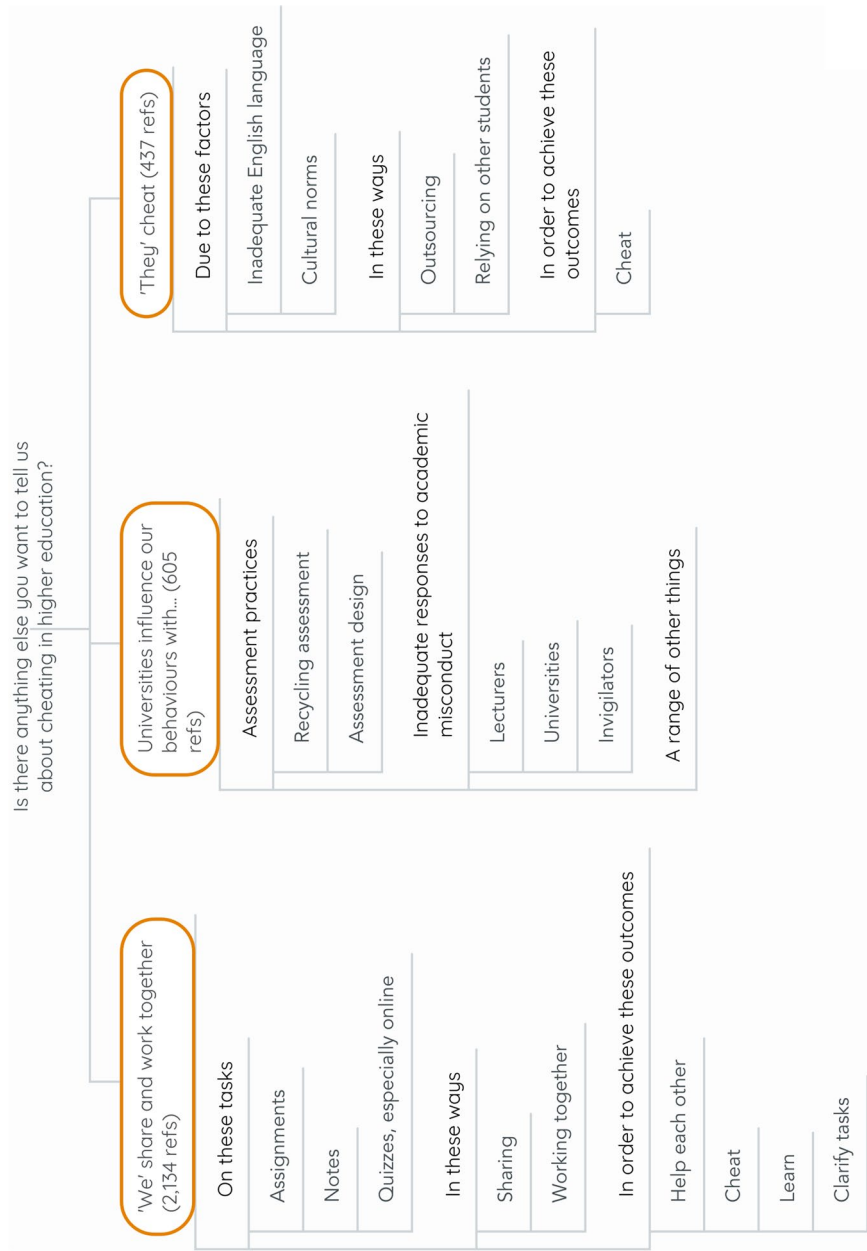 Is there anything else you want to tell us
about cheating in higher education?
'We' share and work together
(2,134 refs)
On these tasks
Assignments
Notes
Quizzes, especially online
In these ways
Sharing
Working together
In order to achieve these outcomes
Help each other
Cheat
Learn
Clarify tasks
Universities influence our
behaviours with... (605
refs)
Assessment practices
Recycling assessment
Assessment design
Inadequate responses to academic
misconduct
Lecturers
Universities
Invigilators
A range of other things
'They' cheat (437 refs)
Due to these factors
Inadequate English language
Cultural norms
In these ways
Outsourcing
Relying on other students
In order to achieve these
outcomes
Cheat